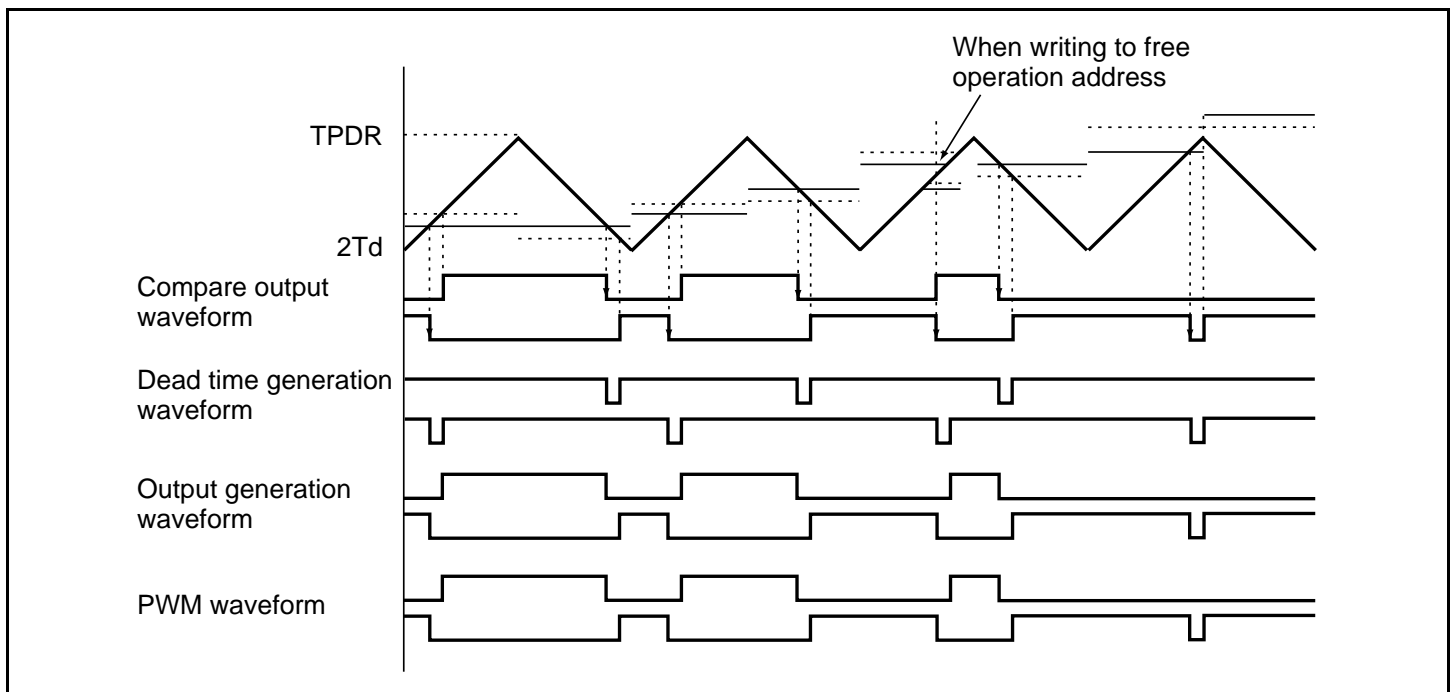 When writing to free
operation address
TPDR
2Td
Compare output
waveform
Dead time generation
waveform
Output generation
waveform
PWM waveform